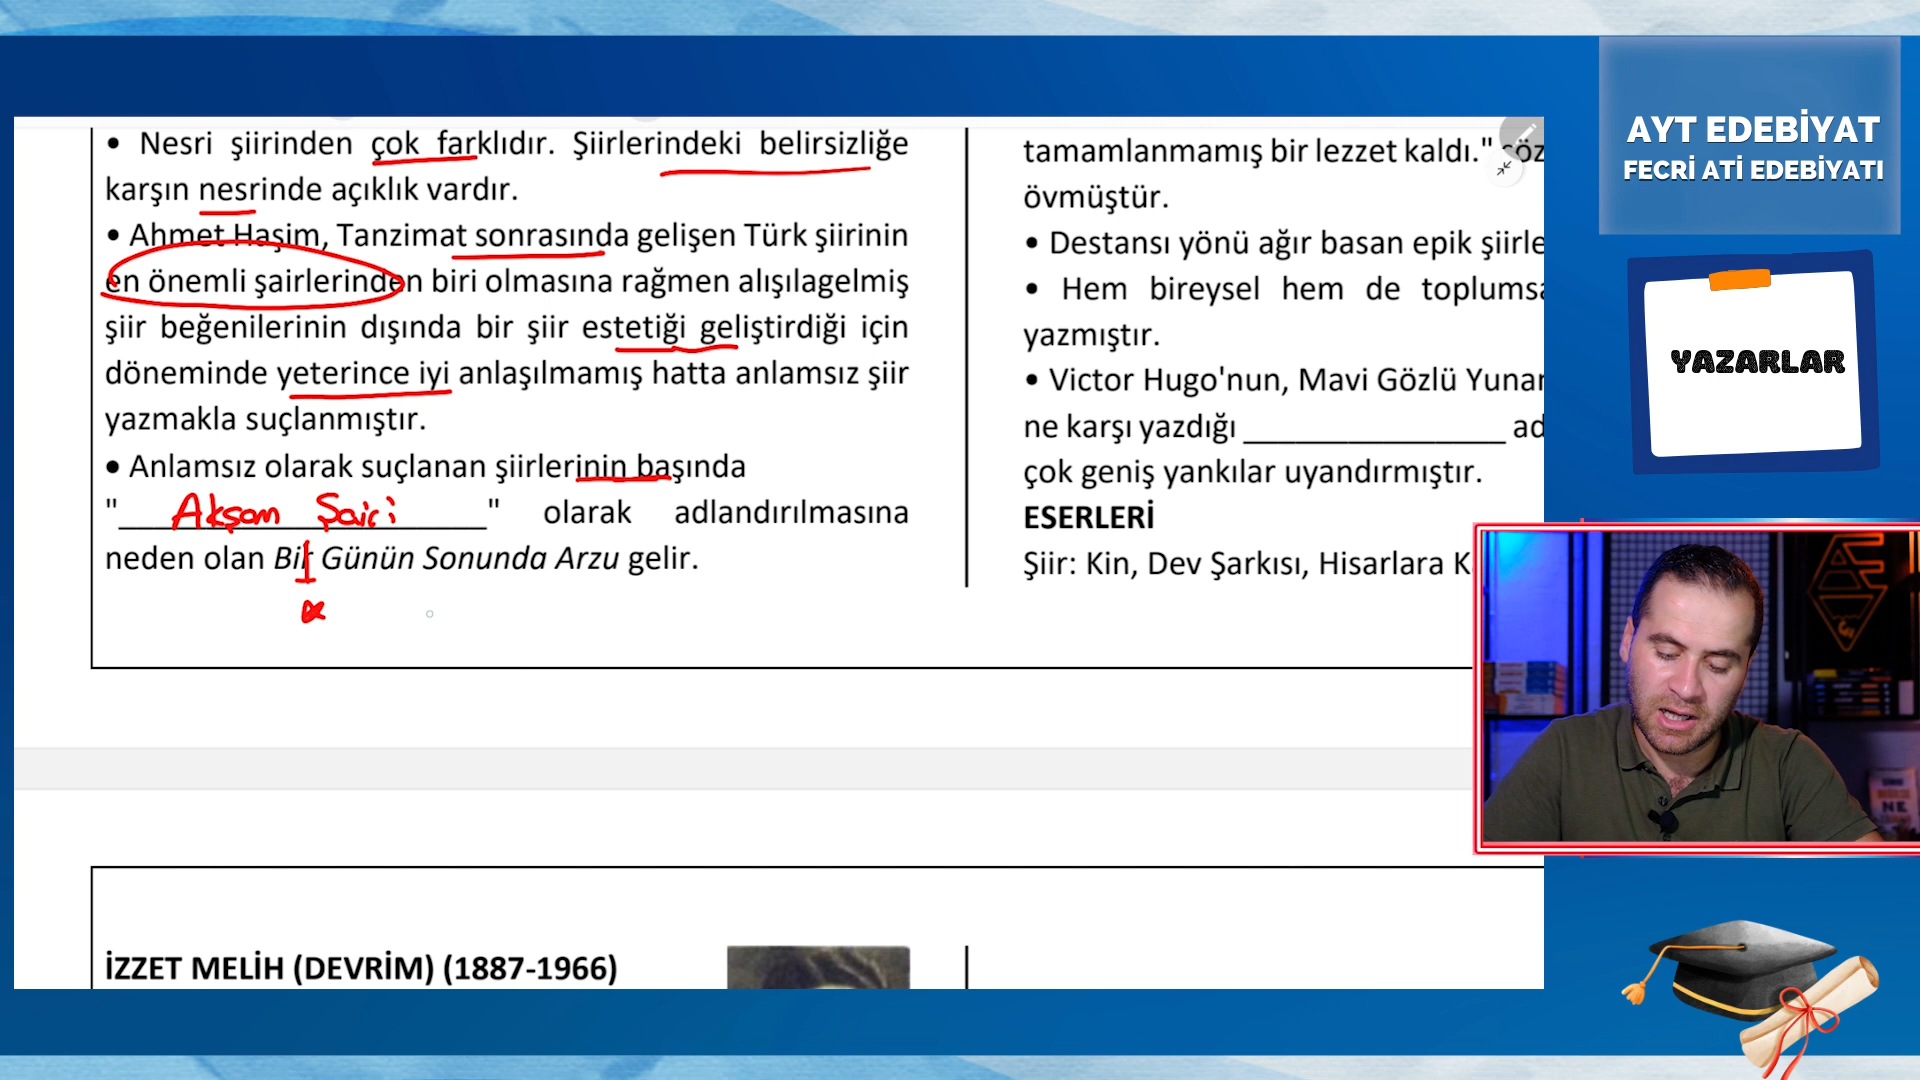 • Nesri şiirinden çok farklıdır. Şiirlerindeki belirsizliğe
karşın nesrinde açıklık vardır.
• Ahmet Haşim, Tanzimat sonrasında gelişen Türk şiirinin
en önemli şairlerinden biri olmasına rağmen alışılagelmiş
şiir beğenilerinin dışında bir şiir estetiği geliştirdiği için
döneminde yeterince iyi anlaşılmamış hatta anlamsız şiir
yazmakla suçlanmıştır.
• Anlamsız olarak suçlanan şiirlerinin başında
"___Akşam Şairi___" olarak adlandırılmasına
neden olan Bir Günün Sonunda Arzu gelir.
tamamlanmamış bir lezzet kaldı." söz
övmüştür.
• Destansı yönü ağır basan epik şiirle
• Hem bireysel hem de toplumsa
yazmıştır.
• Victor Hugo'nun, Mavi Gözlü Yunan
ne karşı yazdığı _______________ ad
çok geniş yankılar uyandırmıştır.
ESERLERİ
Şiir: Kin, Dev Şarkısı, Hisarlara K
İZZET MELİH (DEVRİM) (1887-1966)
AYT EDEBİYAT
FECRİ ATİ EDEBİYATI
YAZARLAR
NE